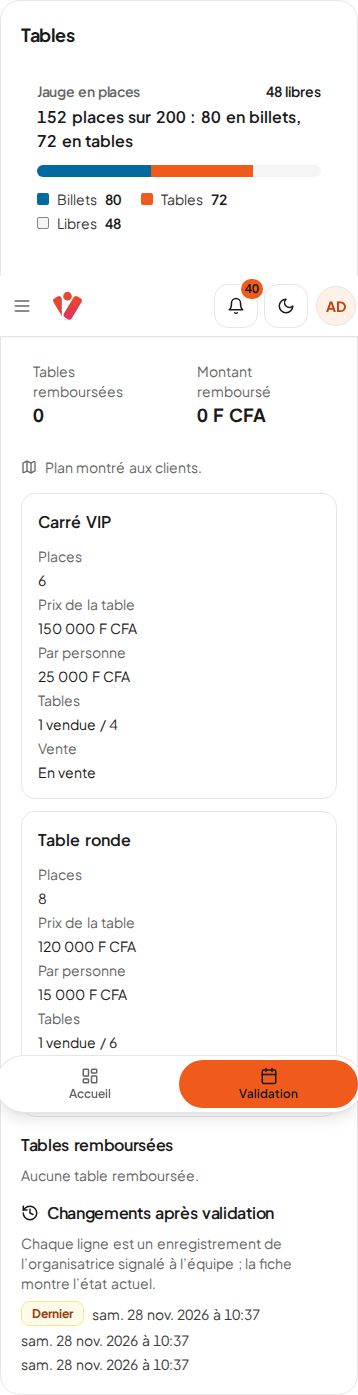 Tables
Jauge en places 48 libres
152 places sur 200 : 80 en billets,
72 en tables
Billets 80 Tables 72
Libres 48
40
AD
Tables
remboursées
0
Montant
remboursé
0 F CFA
Plan montré aux clients.
Carré VIP
Places
6
Prix de la table
150 000 F CFA
Par personne
25 000 F CFA
Tables
1 vendue / 4
Vente
En vente
Table ronde
Places
8
Prix de la table
120 000 F CFA
Par personne
15 000 F CFA
Tables
1 vendue / 6
Accueil
Validation
Tables remboursées
Aucune table remboursée.
Changements après validation
Chaque ligne est un enregistrement de
l'organisatrice signalé à l'équipe ; la fiche
montre l'état actuel.
Dernier sam. 28 nov. 2026 à 10:37
sam. 28 nov. 2026 à 10:37
sam. 28 nov. 2026 à 10:37